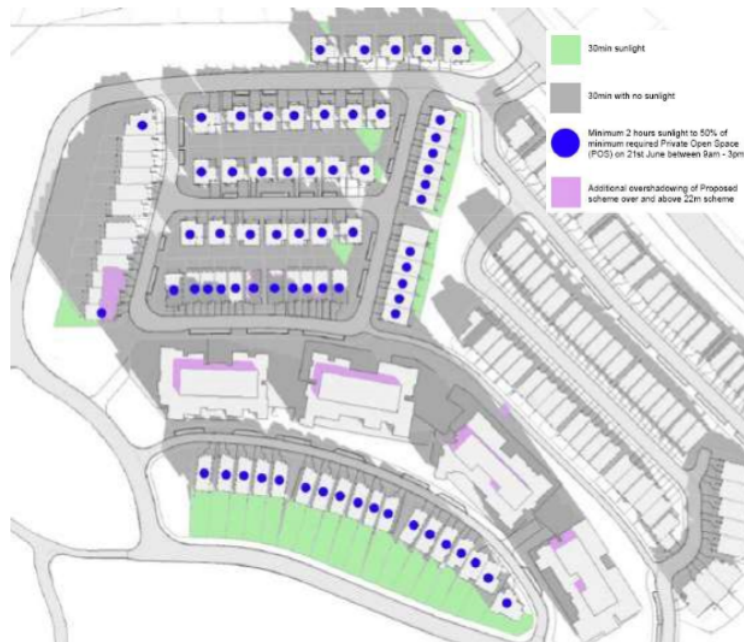 30min sunlight
30min with no sunlight
Minimum 2 hours sunlight to 50% of
minimum required Private Open Space
(POS) on 21st June between 9am - 3pm
Additional overshadowing of Proposed
scheme over and above 22m scheme